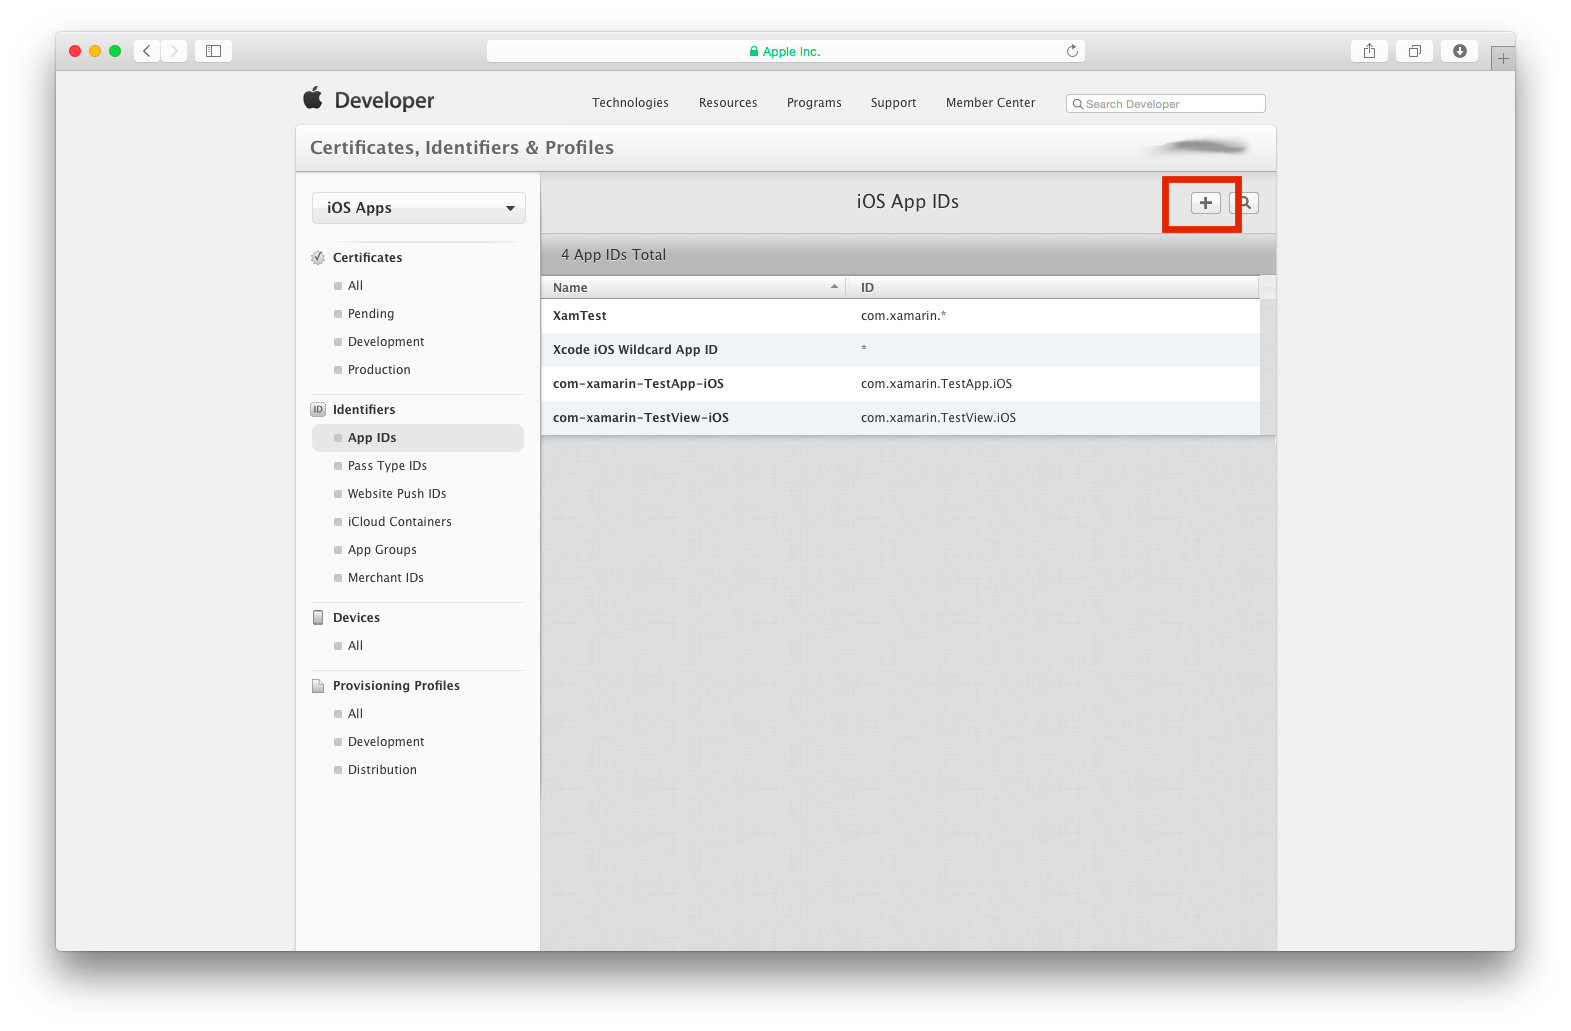 Apple Inc.
Developer
Technologies
Resources
Programs
Support
Member Center
Search Developer
Certificates, Identifiers & Profiles
iOS Apps
iOS App IDs
4 App IDs Total
Name
ID
XamTest
com.xamarin.*
Xcode iOS Wildcard App ID
*
com-xamarin-TestApp-iOS
com.xamarin.TestApp.iOS
com-xamarin-TestView-iOS
com.xamarin.TestView.iOS
Certificates
All
Pending
Development
Production
ID
Identifiers
App IDs
Pass Type IDs
Website Push IDs
iCloud Containers
App Groups
Merchant IDs
Devices
All
Provisioning Profiles
All
Development
Distribution